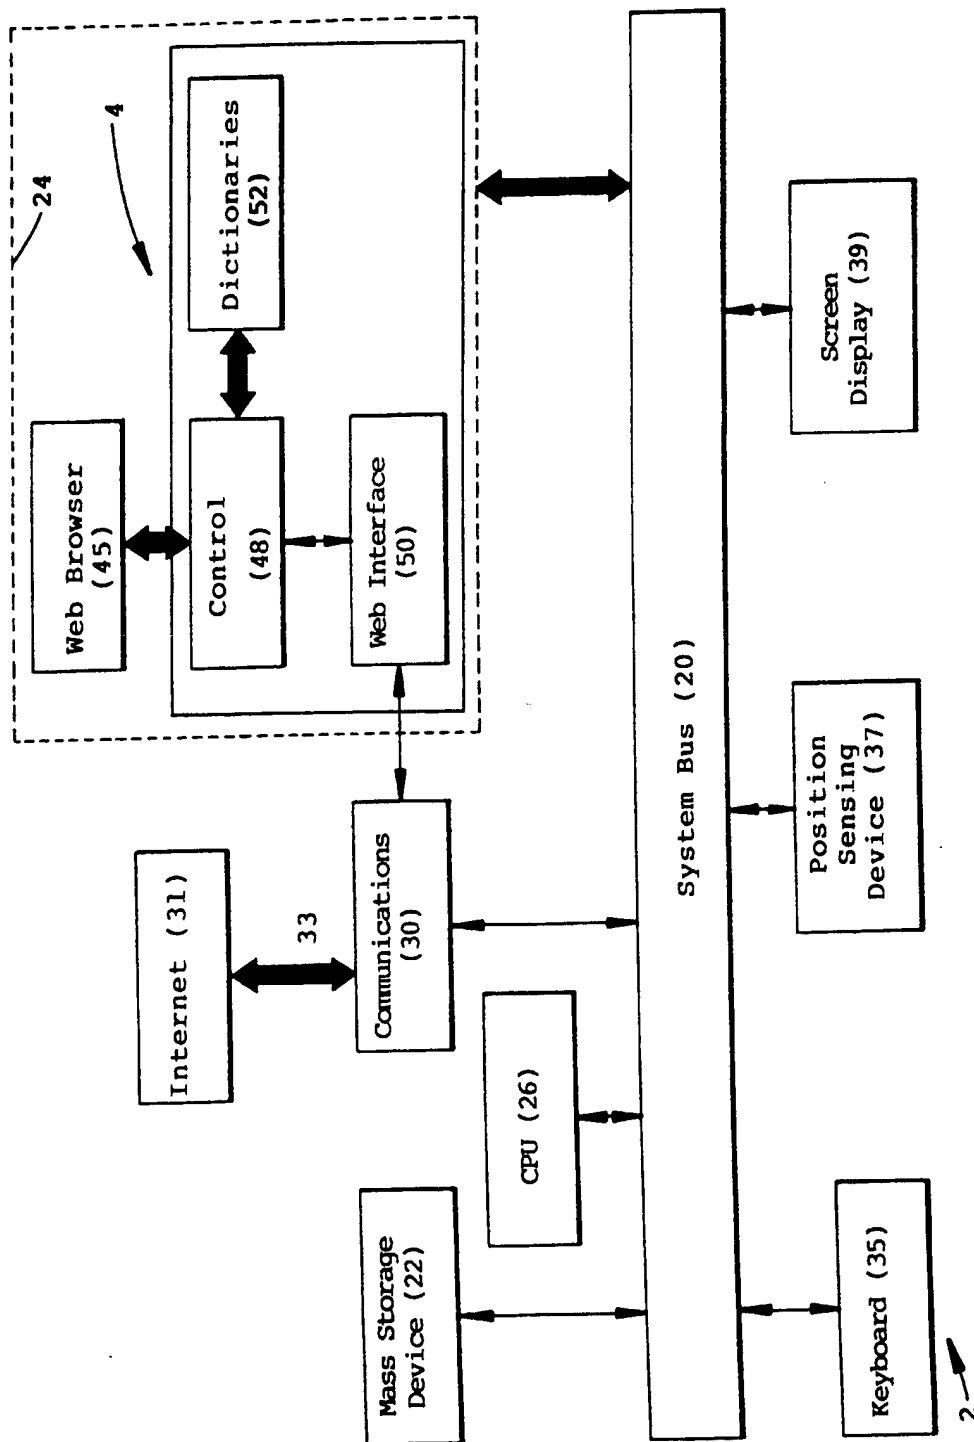 24
4
Web Browser
(45)
Control
(48)
Dictionaries
(52)
Web Interface
(50)
Internet (31)
33
Communications
(30)
Mass Storage
Device (22)
CPU (26)
System Bus (20)
Keyboard (35)
Position
Sensing
Device (37)
Screen
Display (39)
2